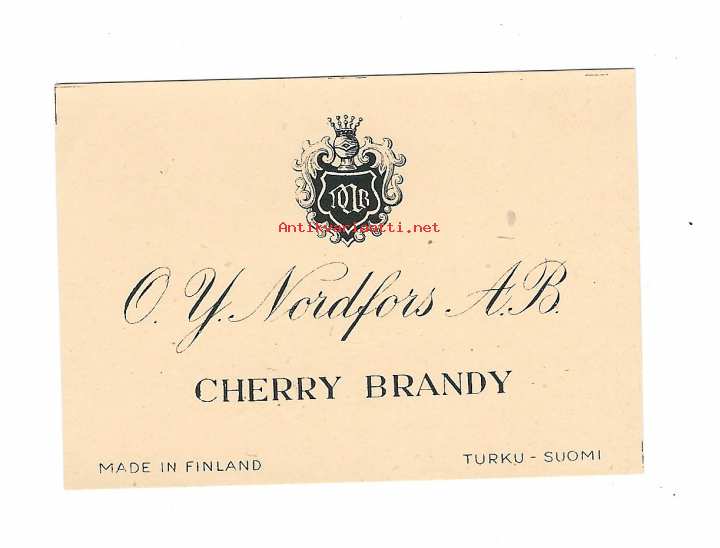 Antikvariaatti.net
O. Y. Nordfors A.B.
CHERRY BRANDY
MADE IN FINLAND
TURKU - SUOMI